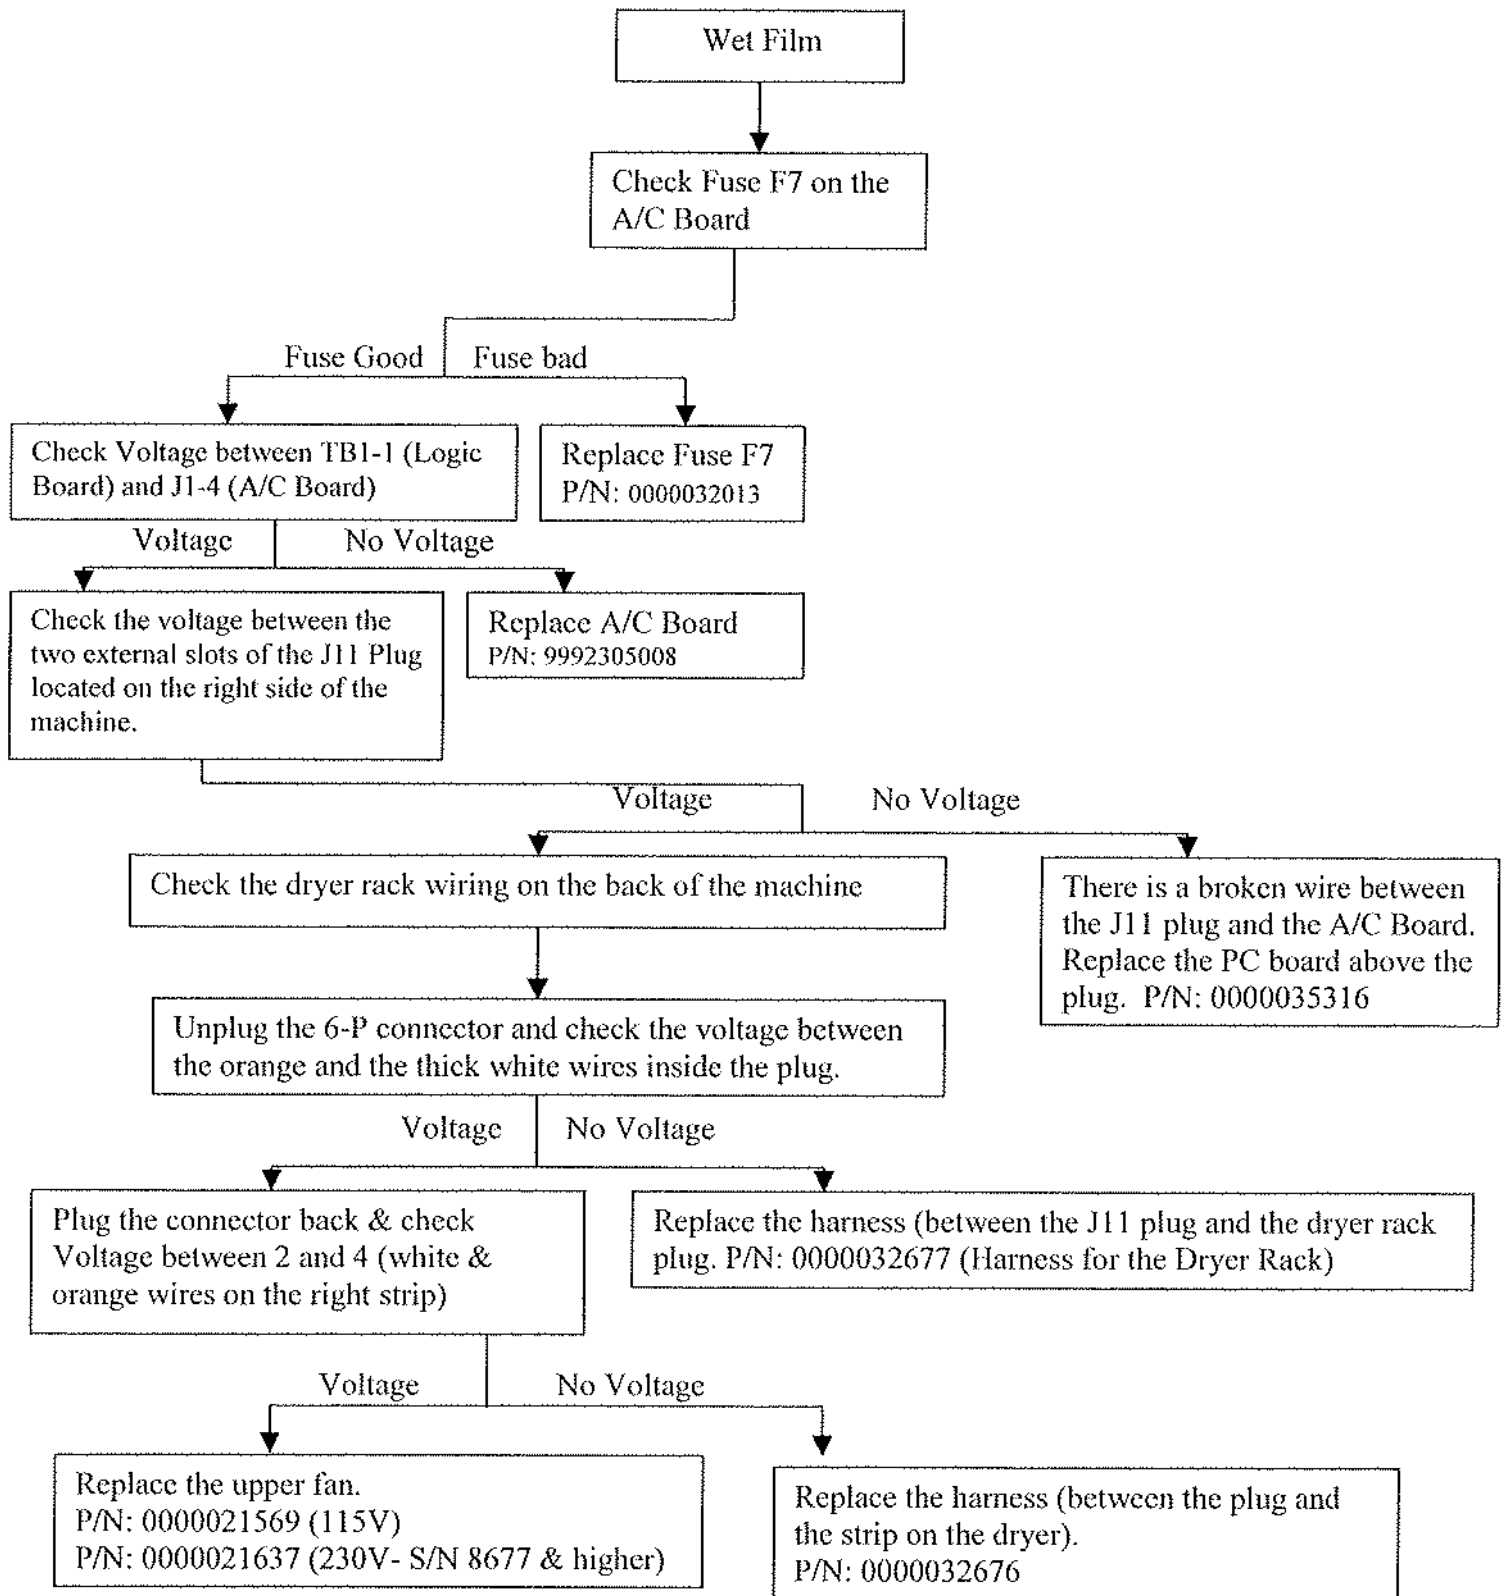 Wet Film
Check Fuse F7 on the
A/C Board
Fuse Good
Fuse bad
Check Voltage between TB1-1 (Logic
Board) and J1-4 (A/C Board)
Replace Fuse F7
P/N: 0000032013
Voltage
No Voltage
Check the voltage between the
two external slots of the J11 Plug
located on the right side of the
machine.
Replace A/C Board
P/N: 9992305008
Voltage
No Voltage
Check the dryer rack wiring on the back of the machine
There is a broken wire between
the J11 plug and the A/C Board.
Replace the PC board above the
plug. P/N: 0000035316
Unplug the 6-P connector and check the voltage between
the orange and the thick white wires inside the plug.
Voltage
No Voltage
Plug the connector back & check
Voltage between 2 and 4 (white &
orange wires on the right strip)
Replace the harness (between the J11 plug and the dryer rack
plug. P/N: 0000032677 (Harness for the Dryer Rack)
Voltage
No Voltage
Replace the upper fan.
P/N: 0000021569 (115V)
P/N: 0000021637 (230V- S/N 8677 & higher)
Replace the harness (between the plug and
the strip on the dryer).
P/N: 0000032676